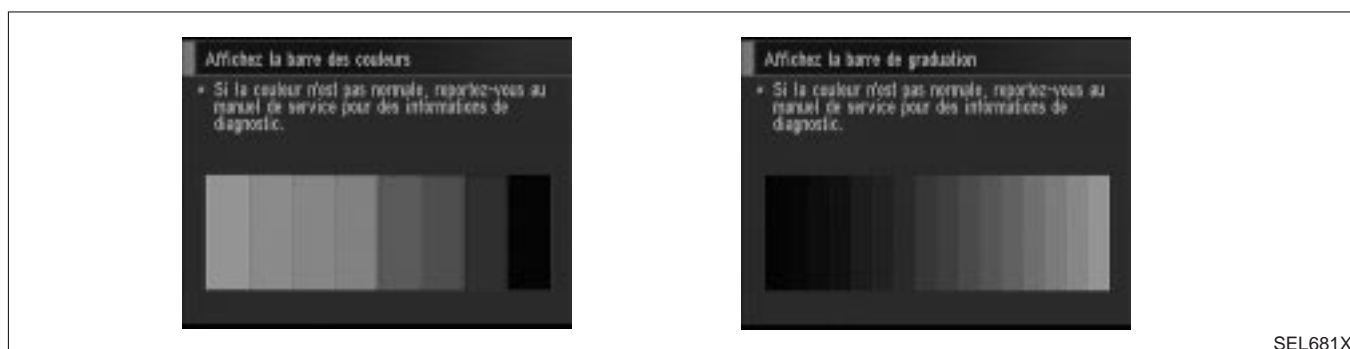 Affichez la barre des couleurs
• Si la couleur n'est pas normale, reportez-vous au
manuel de service pour des informations de
diagnostic.
Affichez la barre de graduation
• Si la couleur n'est pas normale, reportez-vous au
manuel de service pour des informations de
diagnostic.
SEL681X